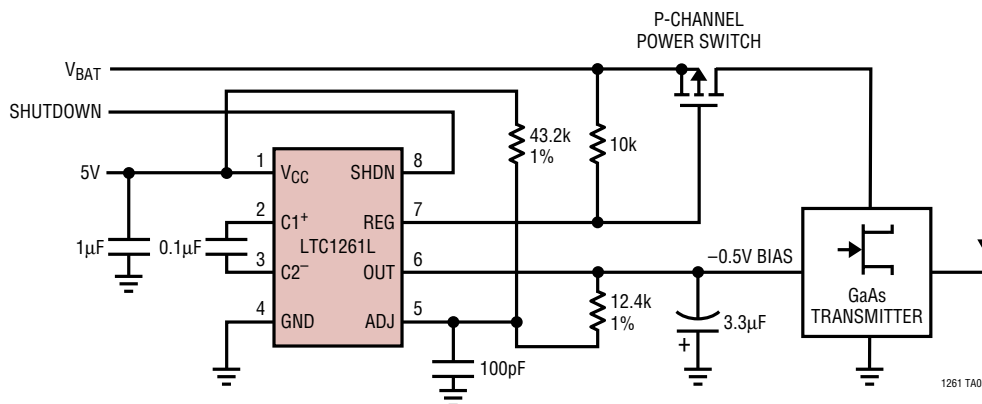 P-CHANNEL
POWER SWITCH
VBAT
SHUTDOWN
43.2k
1%
10k
5V
1
VCC
SHDN
8
2
C1+
REG
7
1µF
0.1µF
LTC1261L
3
C2–
OUT
6
–0.5V BIAS
12.4k
1%
4
GND
ADJ
5
3.3µF
+
GaAs
TRANSMITTER
100pF
1261 TA0